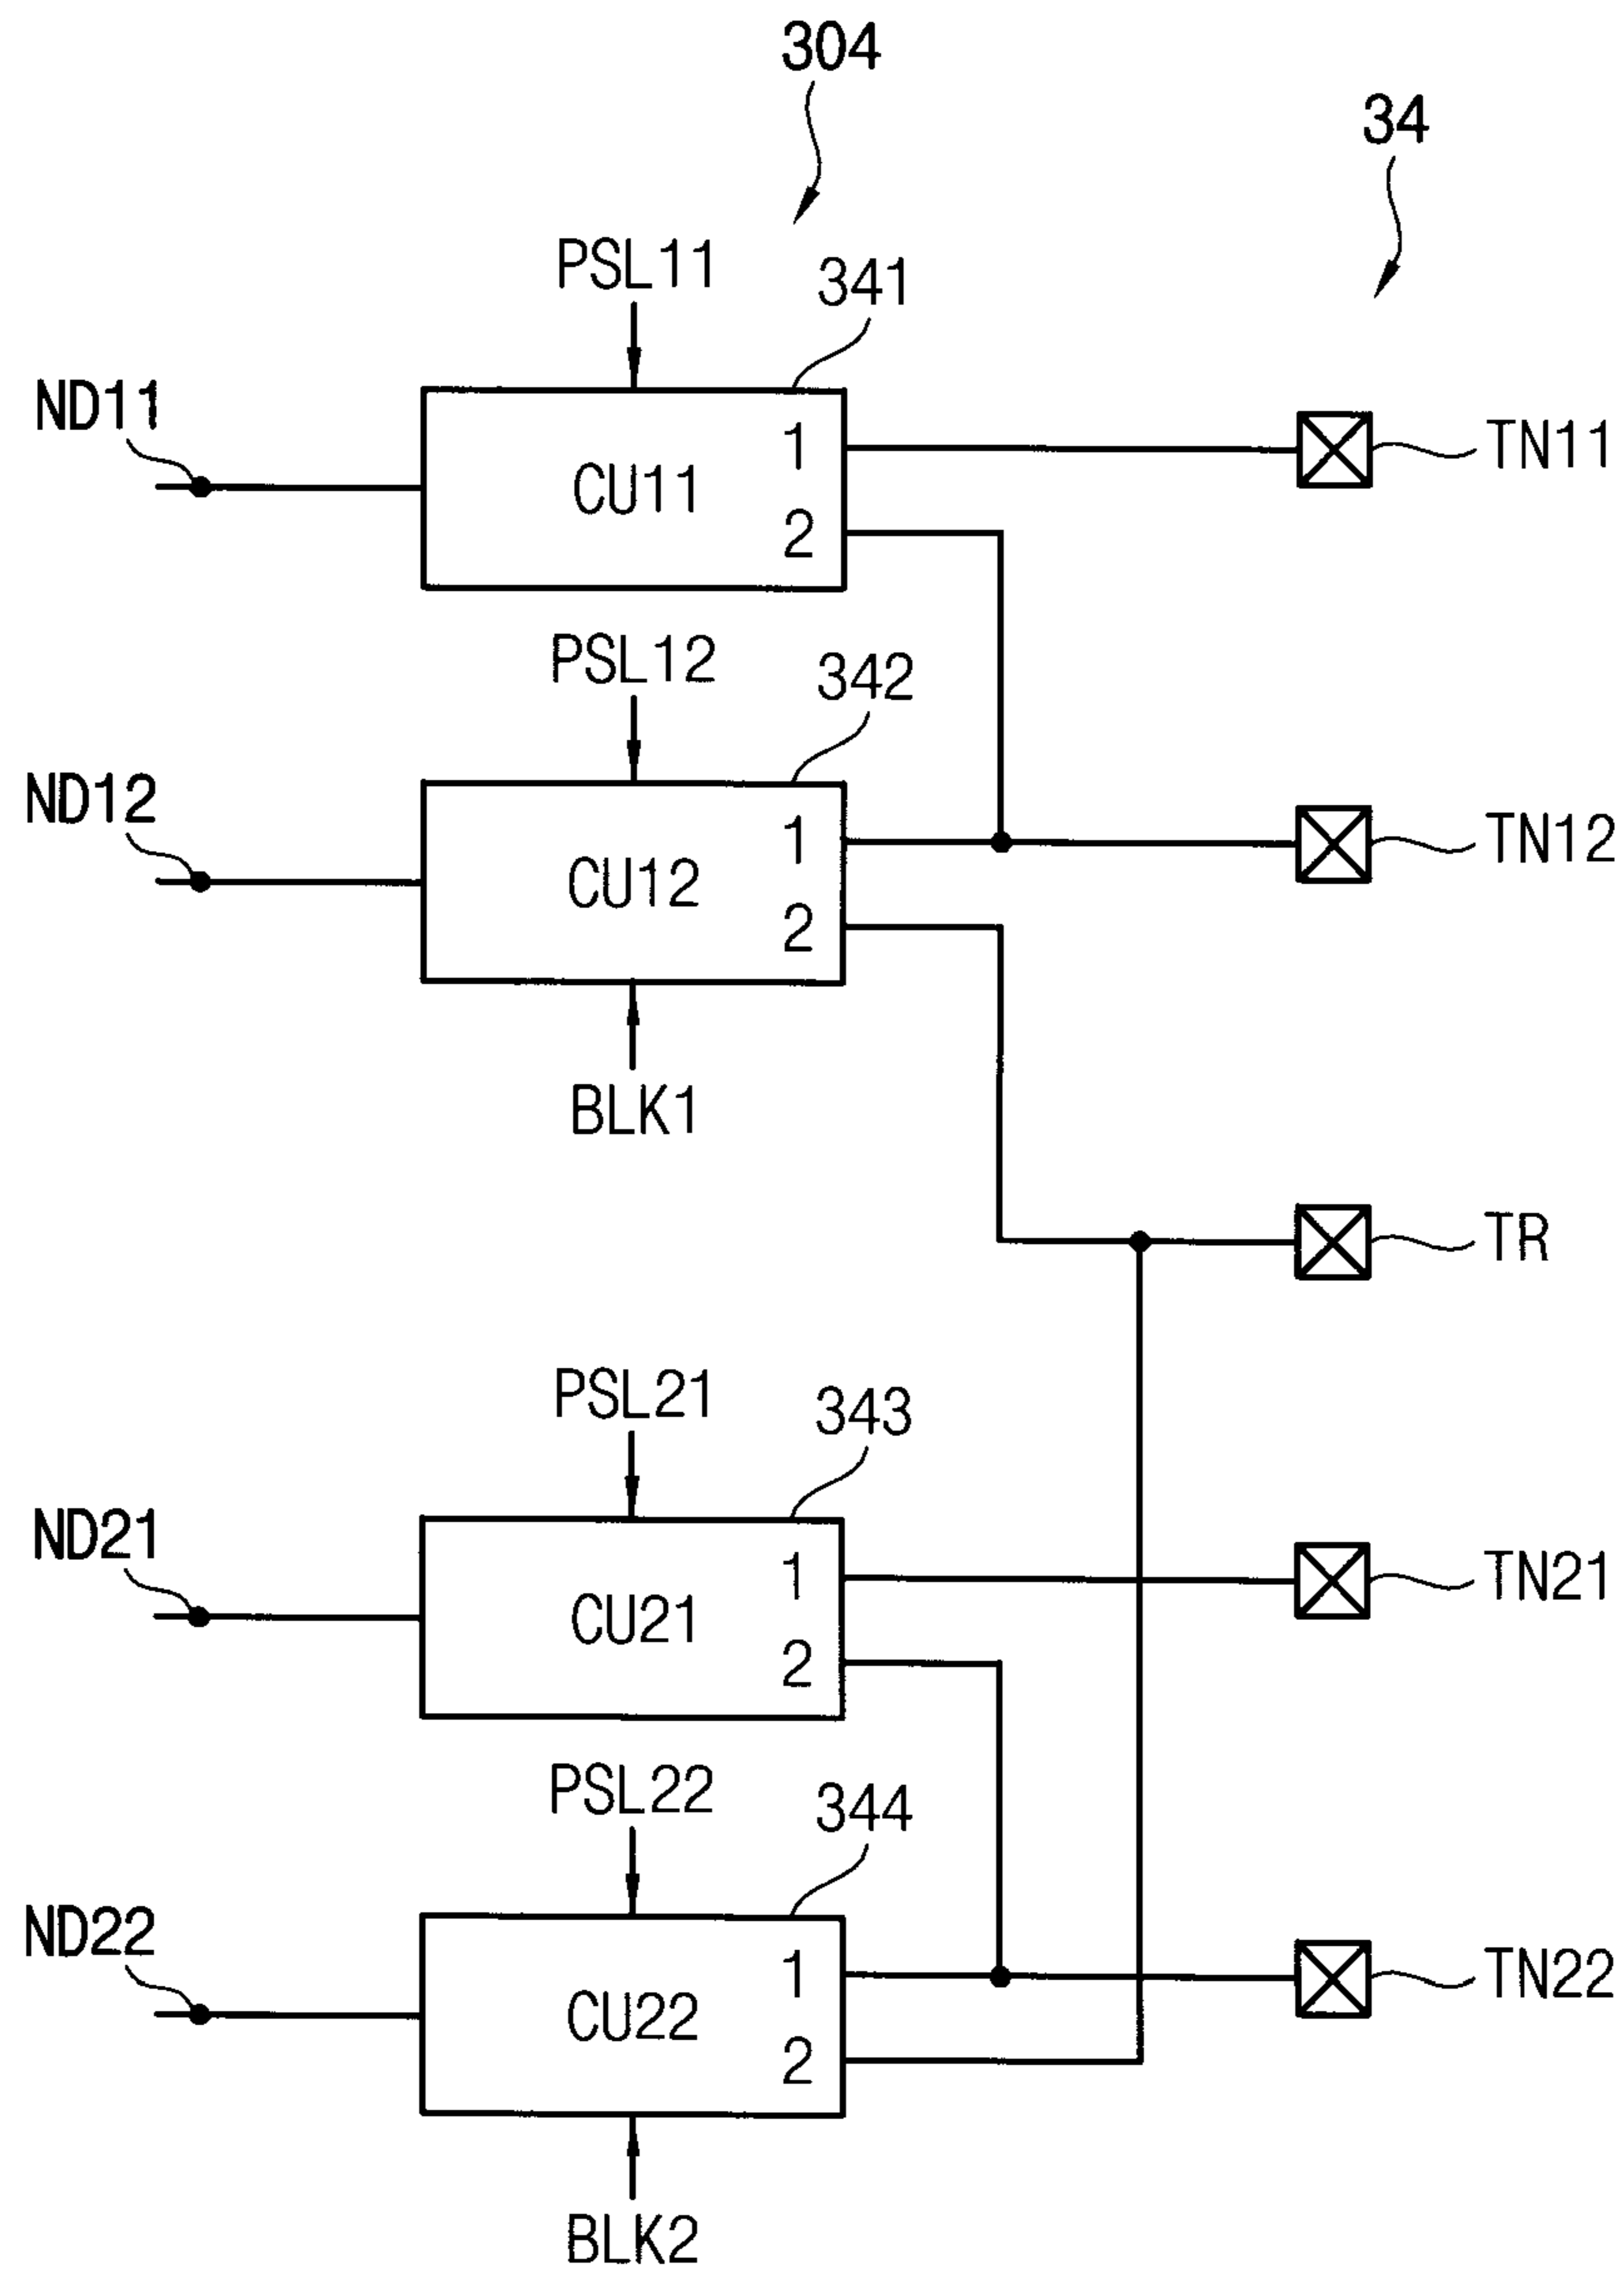 304
34
PSL11
341
ND11
1
CU11
2
TN11
PSL12
342
ND12
1
CU12
2
TN12
BLK1
TR
PSL21
343
ND21
1
CU21
2
TN21
PSL22
344
ND22
1
CU22
2
TN22
BLK2